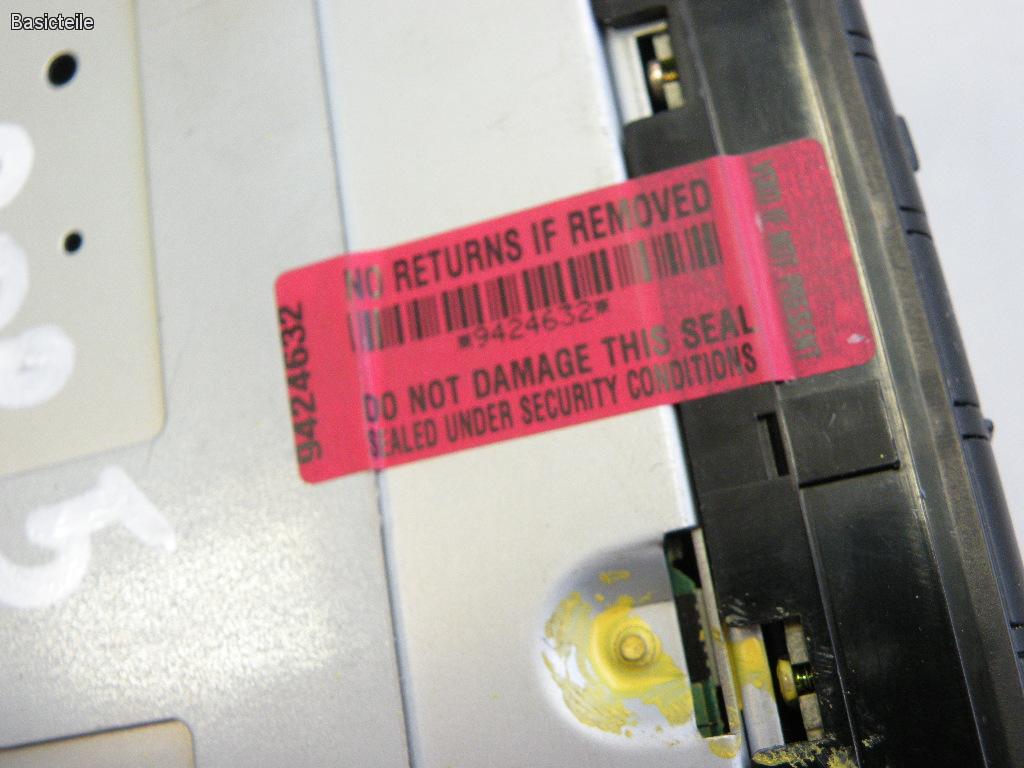 Basicteile
NO RETURNS IF REMOVED
*9424632*
DO NOT DAMAGE THIS SEAL
SEALED UNDER SECURITY CONDITIONS
9424632
VOID IF NOT PRESENT
5